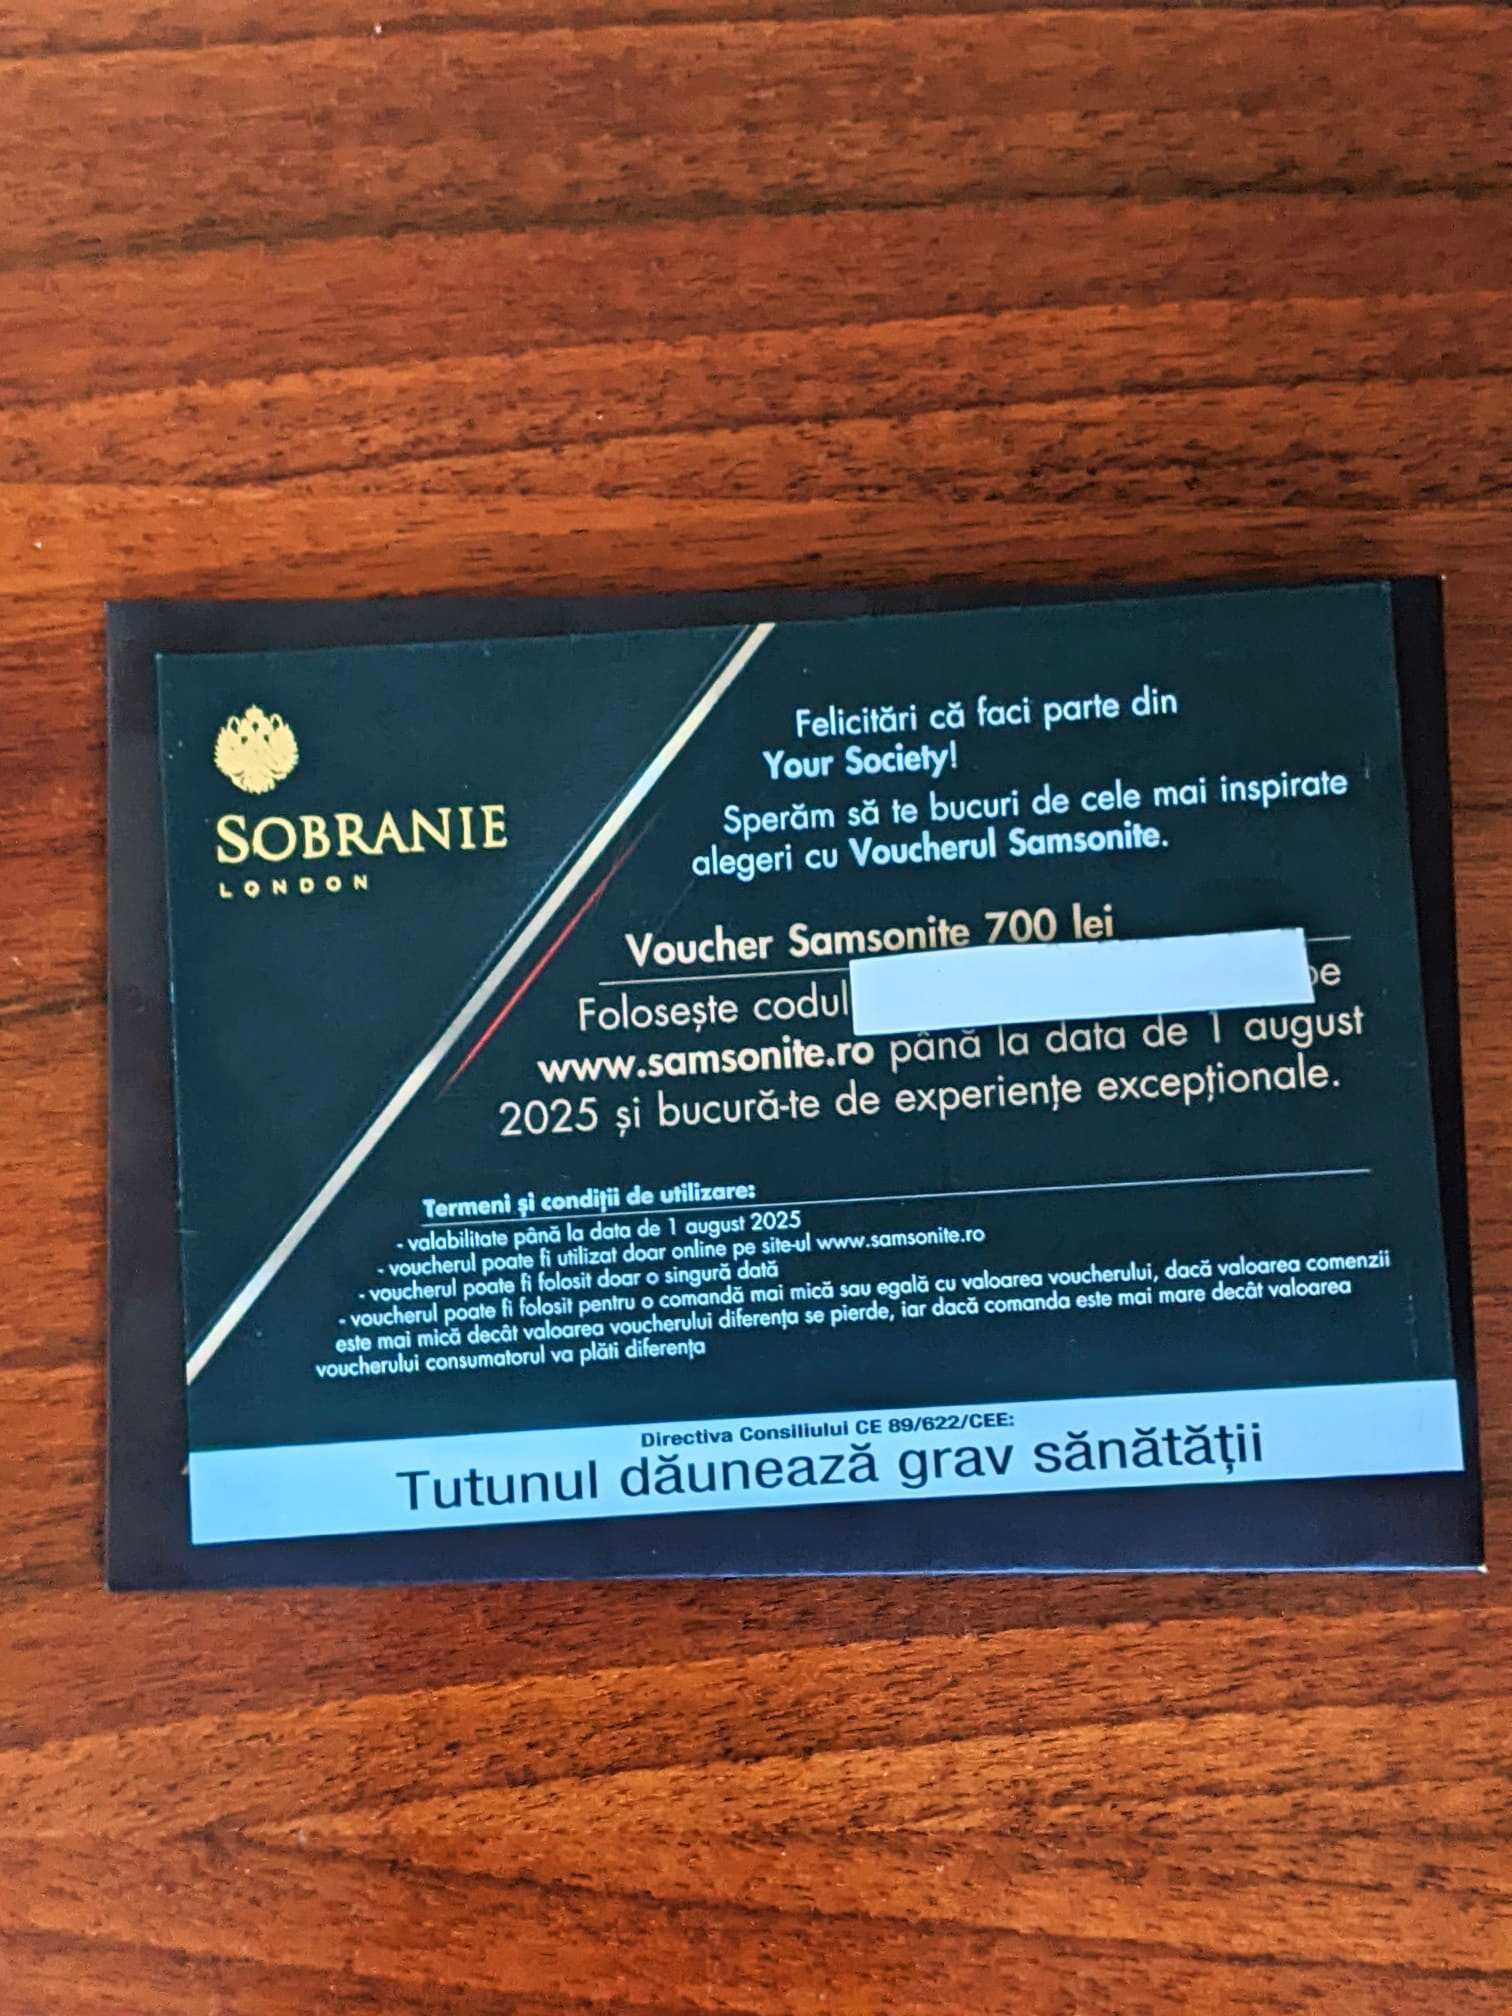 SOBRANIE
LONDON
Felicitări că faci parte din
Your Society!
Sperăm să te bucuri de cele mai inspirate
alegeri cu Voucherul Samsonite.
Voucher Samsonite 700 lei
Folosește codul pe
www.samsonite.ro până la data de 1 august
2025 și bucură-te de experiențe excepționale.
Termeni și condiții de utilizare:
- valabilitate până la data de 1 august 2025
- voucherul poate fi utilizat doar online pe site-ul www.samsonite.ro
- voucherul poate fi folosit doar o singură dată
- voucherul poate fi folosit pentru o comandă mai mică sau egală cu valoarea voucherului, dacă valoarea comenzii
este mai mică decât valoarea voucherului diferența se pierde, iar dacă comanda este mai mare decât valoarea
voucherului consumatorul va plăti diferența
Directiva Consiliului CE 89/622/CEE:
Tutunul dăunează grav sănătății